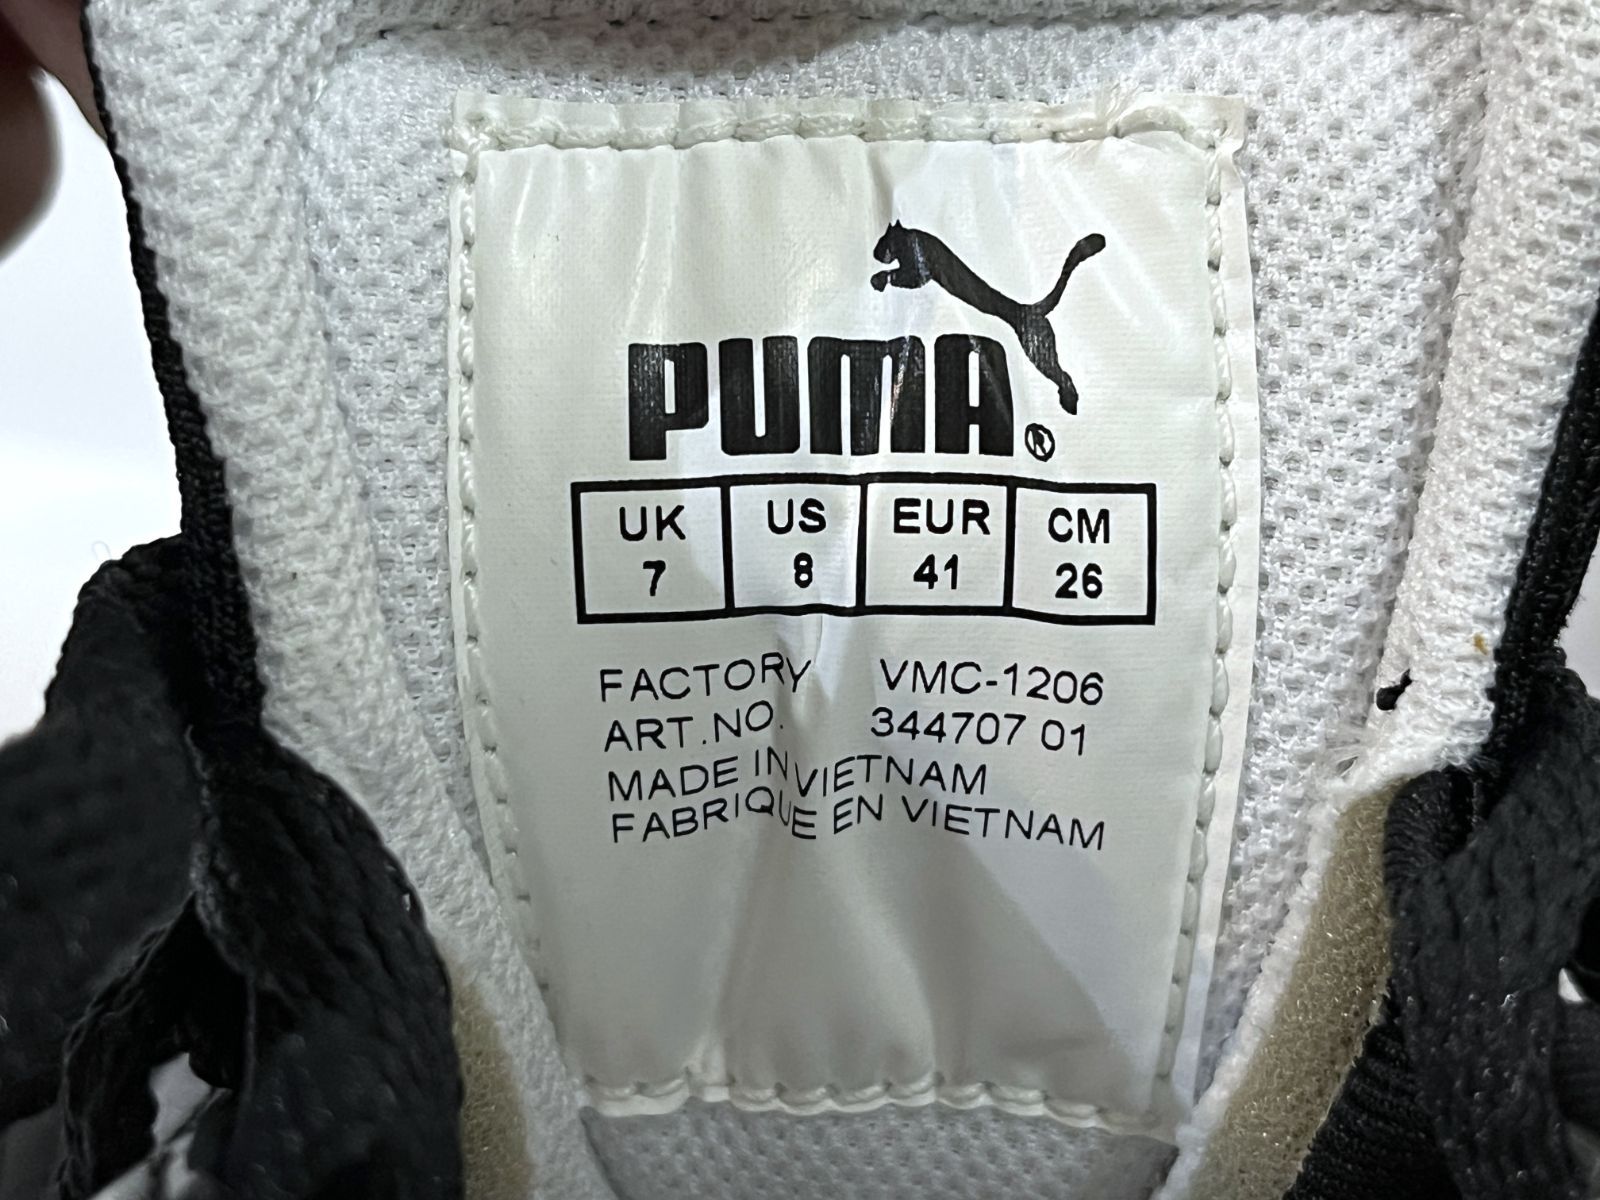 PUMA®
UK US EUR CM
7 8 41 26
FACTORY VMC-1206
ART.NO. 344707 01
MADE IN VIETNAM
FABRIQUE EN VIETNAM